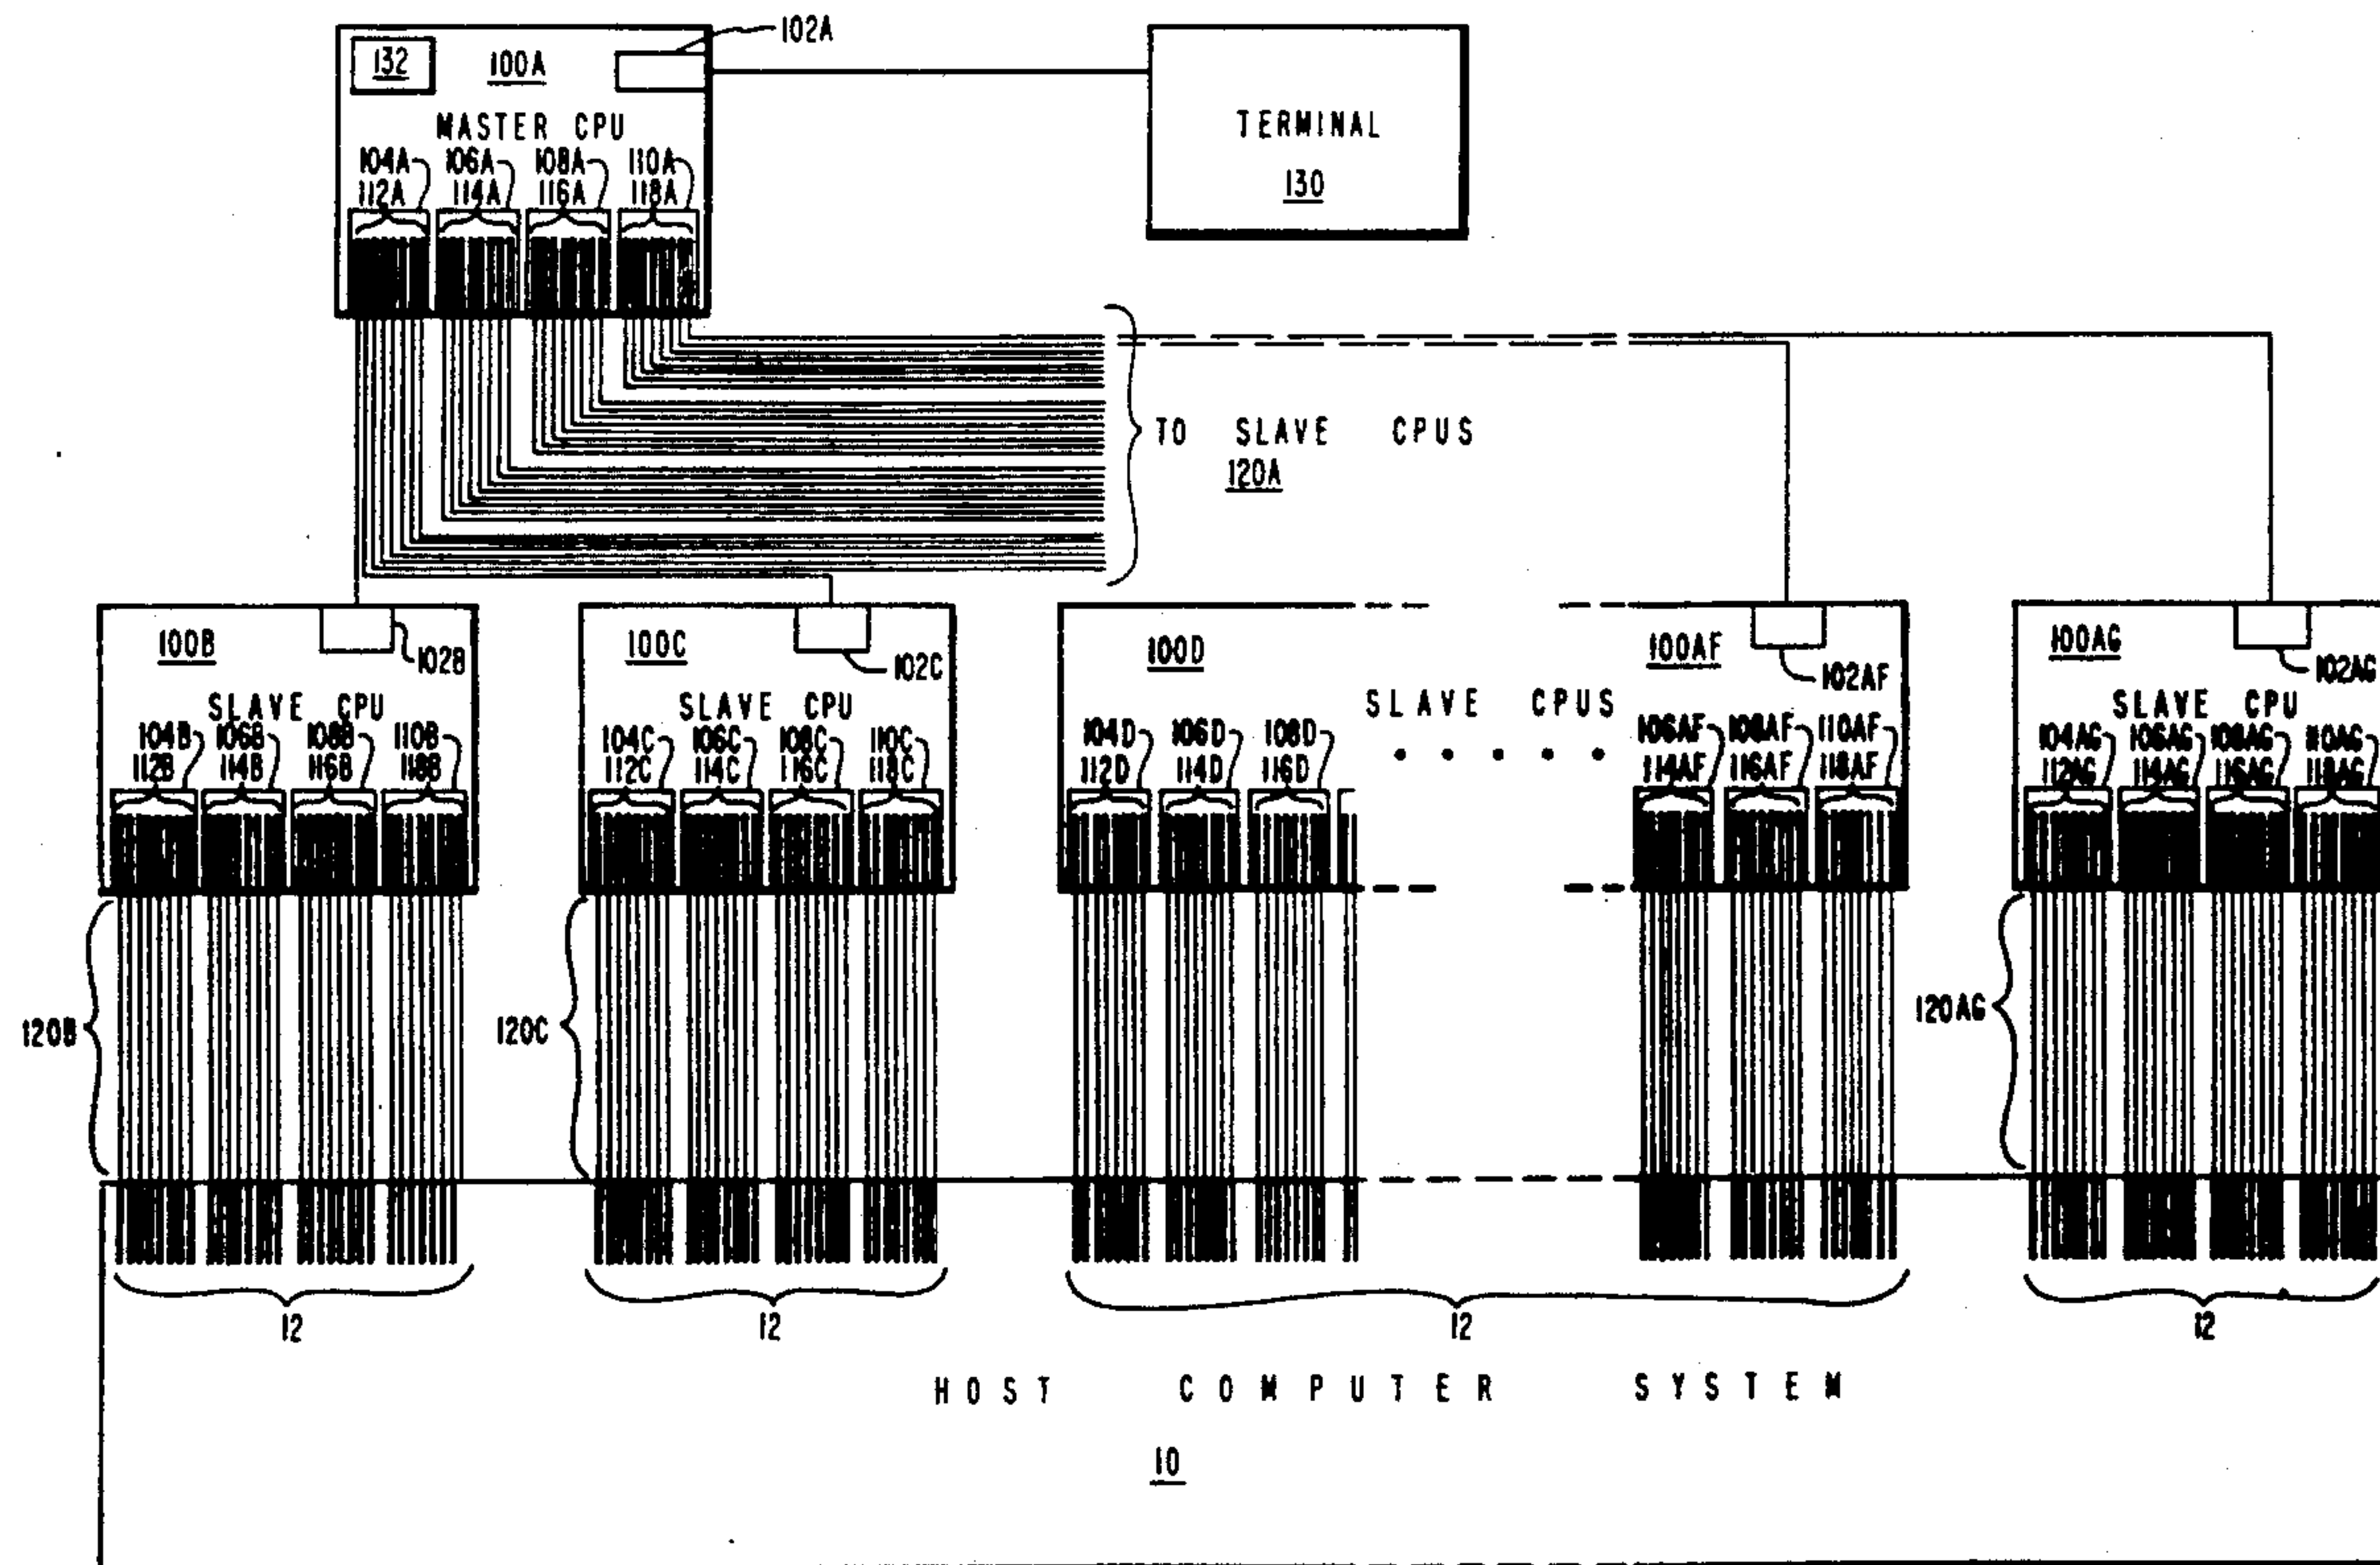 102A
132
100A
MASTER CPU
104A 106A 108A 110A
112A 114A 116A 118A
TERMINAL
130
TO SLAVE CPUS
120A
100B
102B
SLAVE CPU
104B 106B 108B 110B
112B 114B 116B 118B
100C
102C
SLAVE CPU
104C 106C 108C 110C
112C 114C 116C 118C
100D
104D 106D 108D
112D 114D 116D
SLAVE CPUS
100AF
102AF
106AF 108AF 110AF
114AF 116AF 118AF
100AG
102AG
SLAVE CPU
104AG 106AG 108AG 110AG
112AG 114AG 116AG 118AG
120B
120C
120AG
12
12
12
12
HOST COMPUTER SYSTEM
10